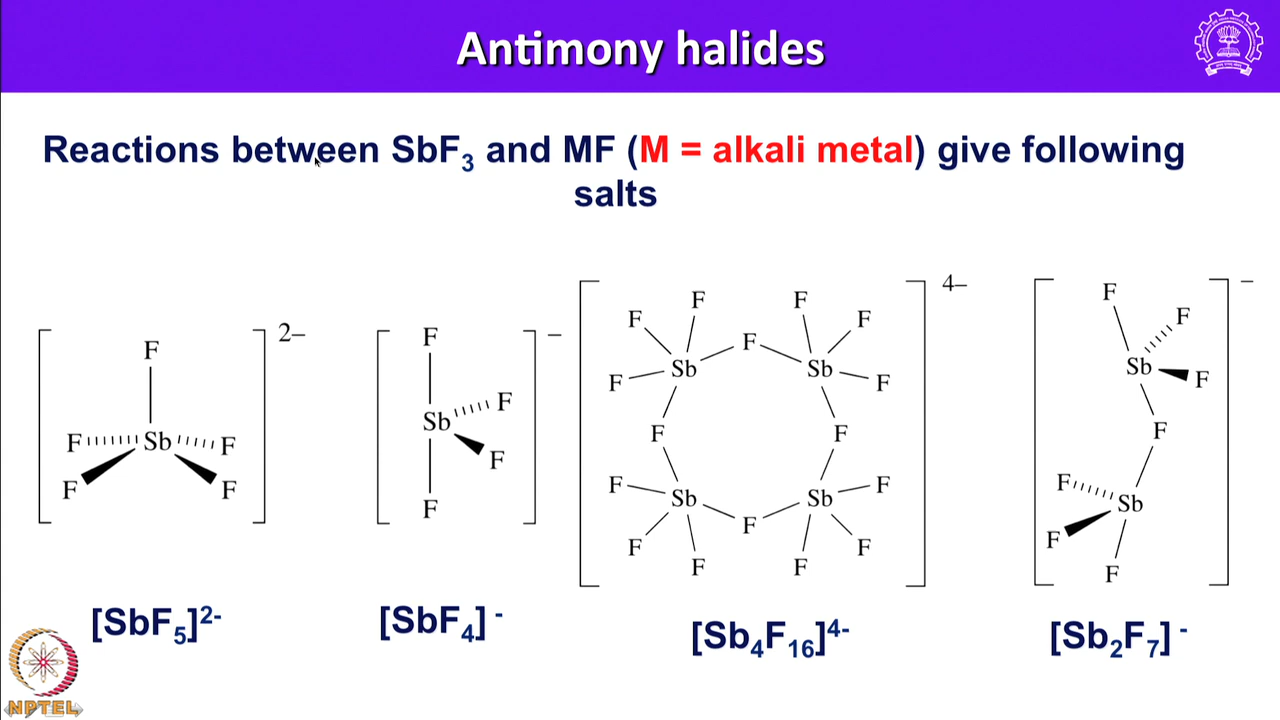 Antimony halides
Reactions between SbF₃ and MF (M = alkali metal) give following
salts
F
F Sb F
F F
2–
F
Sb F
F
F
–
F F
F F
F
F Sb Sb F
F F
F Sb Sb F
F
F F
F F
4–
F
F
Sb
F
F
F
Sb
F
F
–
[SbF₅]²⁻
[SbF₄]⁻
[Sb₄F₁₆]⁴⁻
[Sb₂F₇]⁻
NPTEL